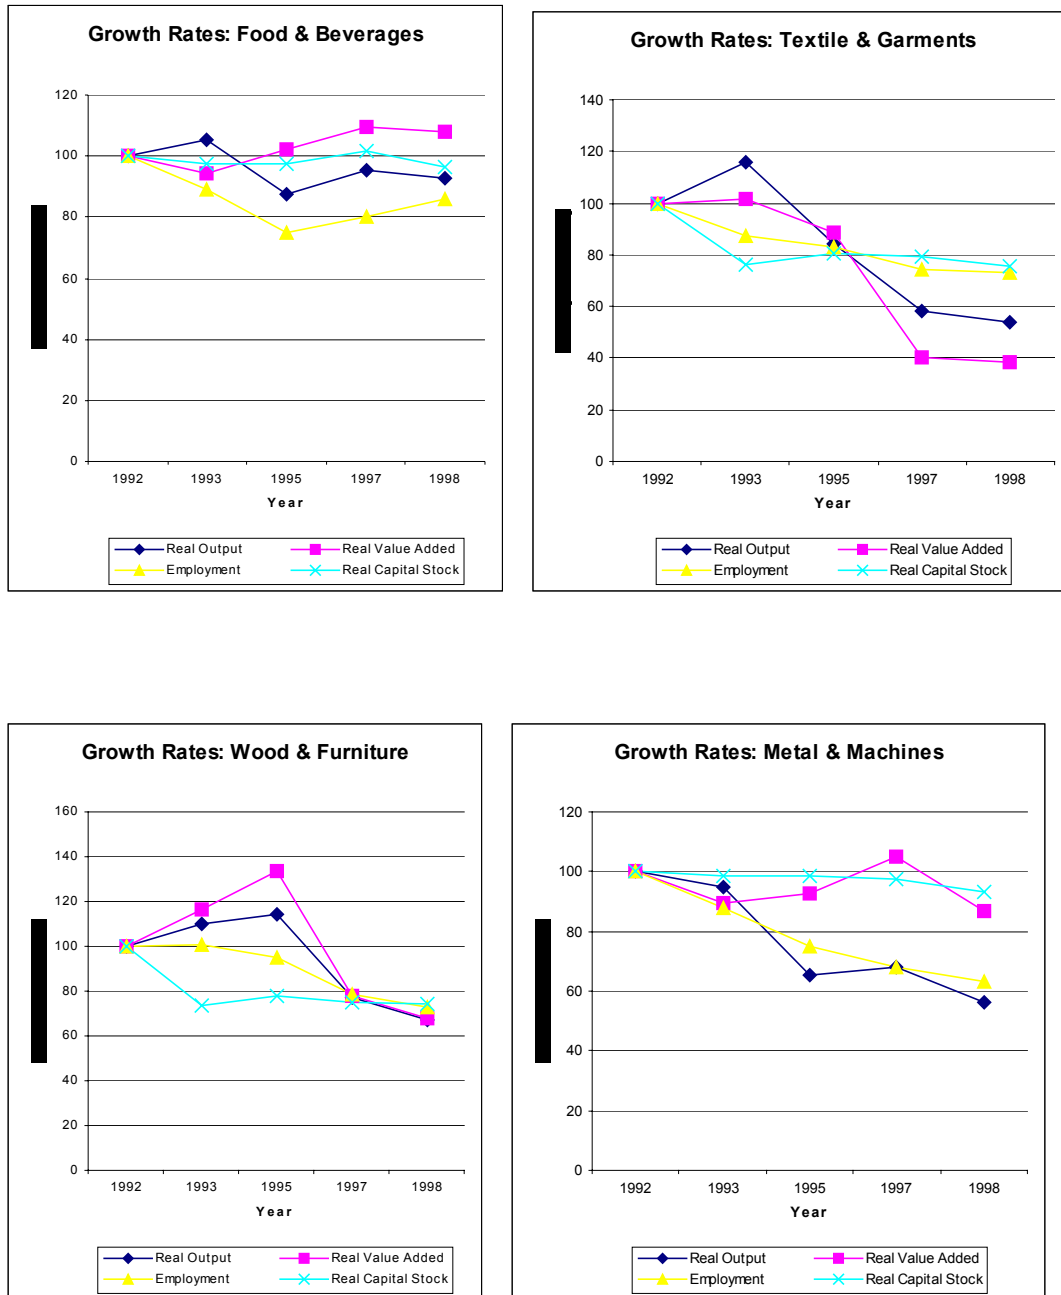 Growth Rates: Food & Beverages
120
100
80
60
40
20
0
1992 1993 1995 1997 1998
Year
Real Output Real Value Added
Employment Real Capital Stock
Growth Rates: Textile & Garments
140
120
100
80
60
40
20
0
1992 1993 1995 1997 1998
Year
Real Output Real Value Added
Employment Real Capital Stock
Growth Rates: Wood & Furniture
160
140
120
100
80
60
40
20
0
1992 1993 1995 1997 1998
Year
Real Output Real Value Added
Employment Real Capital Stock
Growth Rates: Metal & Machines
120
100
80
60
40
20
0
1992 1993 1995 1997 1998
Year
Real Output Real Value Added
Employment Real Capital Stock